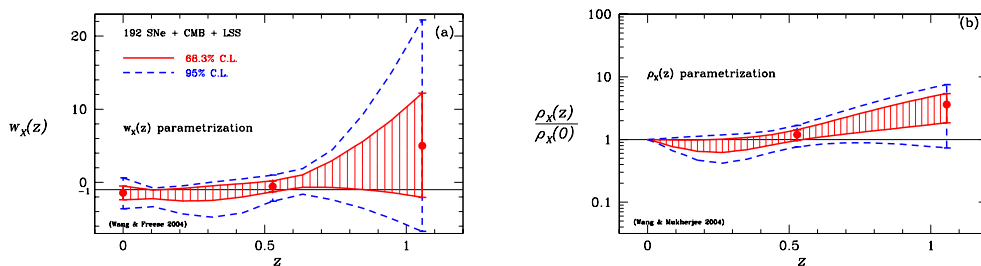 192 SNe + CMB + LSS
(a)
68.3% C.L.
95% C.L.
w_X(z) parametrization
(Wang & Freese 2004)
w_X(z)
20
10
0
-1
0
0.5
1
z
(b)
ρ_X(z) parametrization
(Wang & Mukherjee 2004)
ρ_X(z)
ρ_X(0)
100
10
1
0.1
0
0.5
1
z